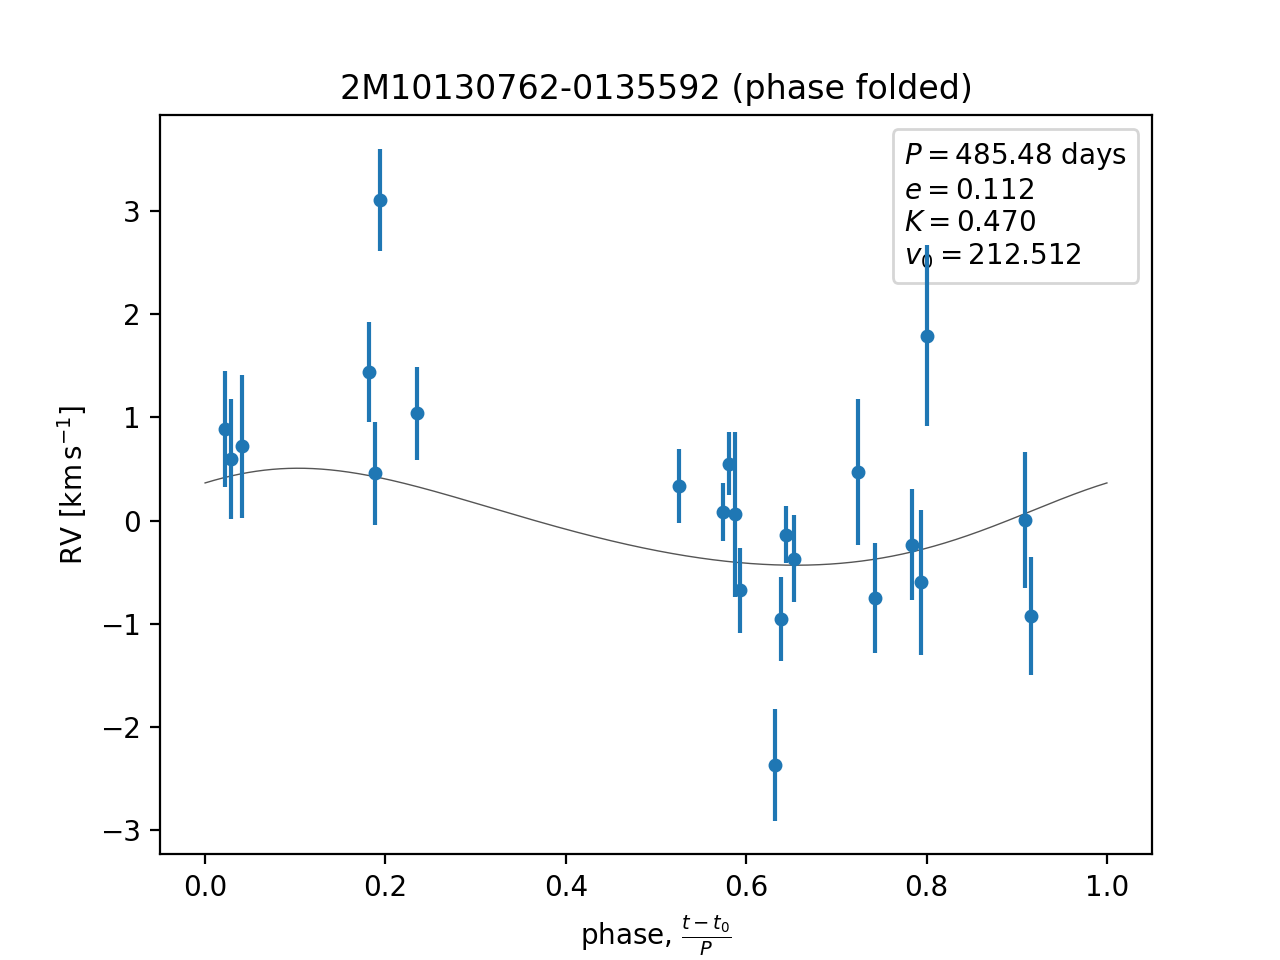 2M10130762-0135592 (phase folded)
P = 485.48 days
e = 0.112
K = 0.470
v₀ = 212.512
RV [km s⁻¹]
3
2
1
0
−1
−2
−3
0.0 0.2 0.4 0.6 0.8 1.0
phase, (t − t₀)/P